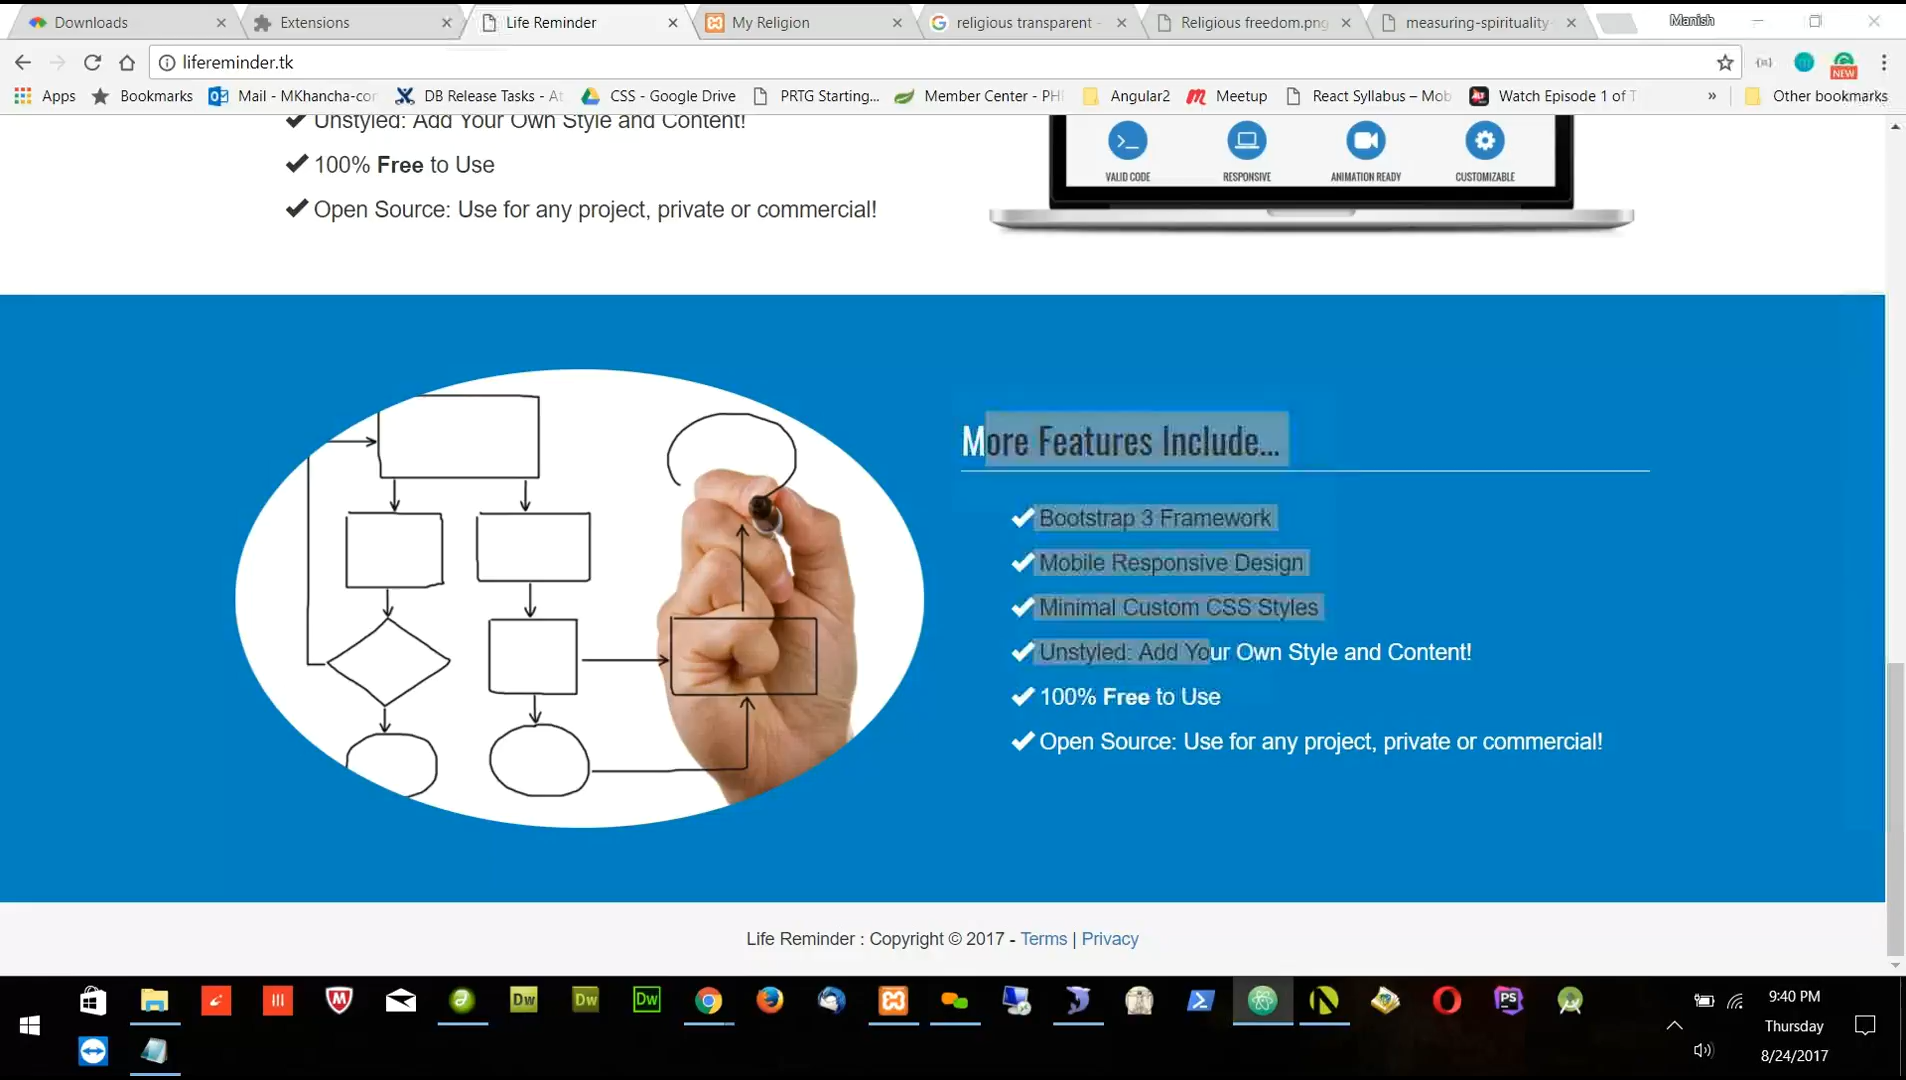 Downloads
Extensions
Life Reminder
My Religion
religious transparent -
Religious freedom.png
measuring-spirituality
Manish
lifereminder.tk
NEW
Apps
Bookmarks
Mail - MKhancha-cor
DB Release Tasks - At
CSS - Google Drive
PRTG Starting...
Member Center - PH
Angular2
Meetup
React Syllabus – Mob
Watch Episode 1 of T
»
Other bookmarks
Unstyled: Add Your Own Style and Content!
100% Free to Use
Open Source: Use for any project, private or commercial!
VALID CODE
RESPONSIVE
ANIMATION READY
CUSTOMIZABLE
More Features Include...
Bootstrap 3 Framework
Mobile Responsive Design
Minimal Custom CSS Styles
Unstyled: Add Your Own Style and Content!
100% Free to Use
Open Source: Use for any project, private or commercial!
Life Reminder : Copyright © 2017 - Terms | Privacy
Dw
Dw
Dw
PS
9:40 PM
Thursday
8/24/2017